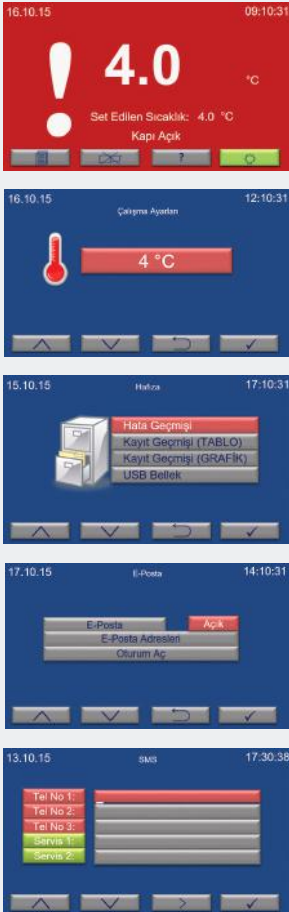 16.10.15 09:10:31
4.0 °C
Set Edilen Sıcaklık: 4.0 °C
Kapı Açık
?
16.10.15 12:10:31
Çalışma Ayarları
4 °C
15.10.15 17:10:31
Hafıza
Hata Geçmişi
Kayıt Geçmişi (TABLO)
Kayıt Geçmişi (GRAFİK)
USB Bellek
17.10.15 14:10:31
E-Posta
E-Posta Açık
E-Posta Adresleri
Oturum Aç
13.10.15 17:30:38
SMS
Tel No 1:
Tel No 2:
Tel No 3:
Servis 1:
Servis 2:
>